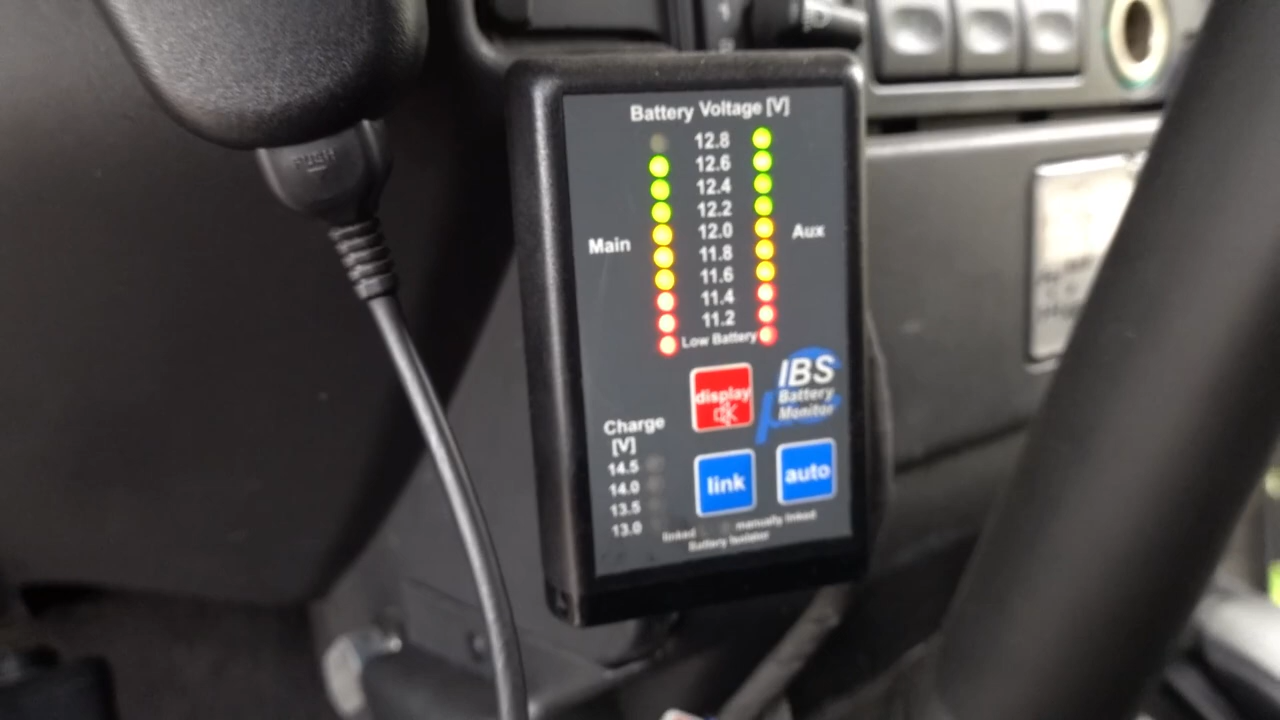 PUSH
Battery Voltage [V]
12.8
12.6
12.4
12.2
12.0
Main
Aux
11.8
11.6
11.4
11.2
Low Battery
display
IBS
Battery
Monitor
Charge
[V]
14.5
14.0
13.5
13.0
link
auto
linked
manually linked
Battery Isolator